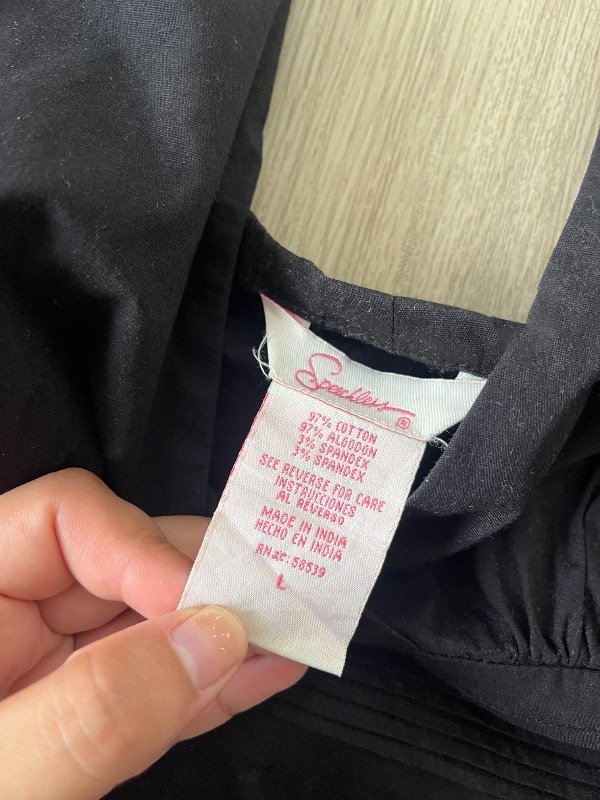 Speechless ®
97% COTTON
97% ALGODON
3% SPANDEX
3% SPANDEX
SEE REVERSE FOR CARE
INSTRUCCIONES
AL REVERSO
MADE IN INDIA
HECHO EN INDIA
RN#: 58539
L